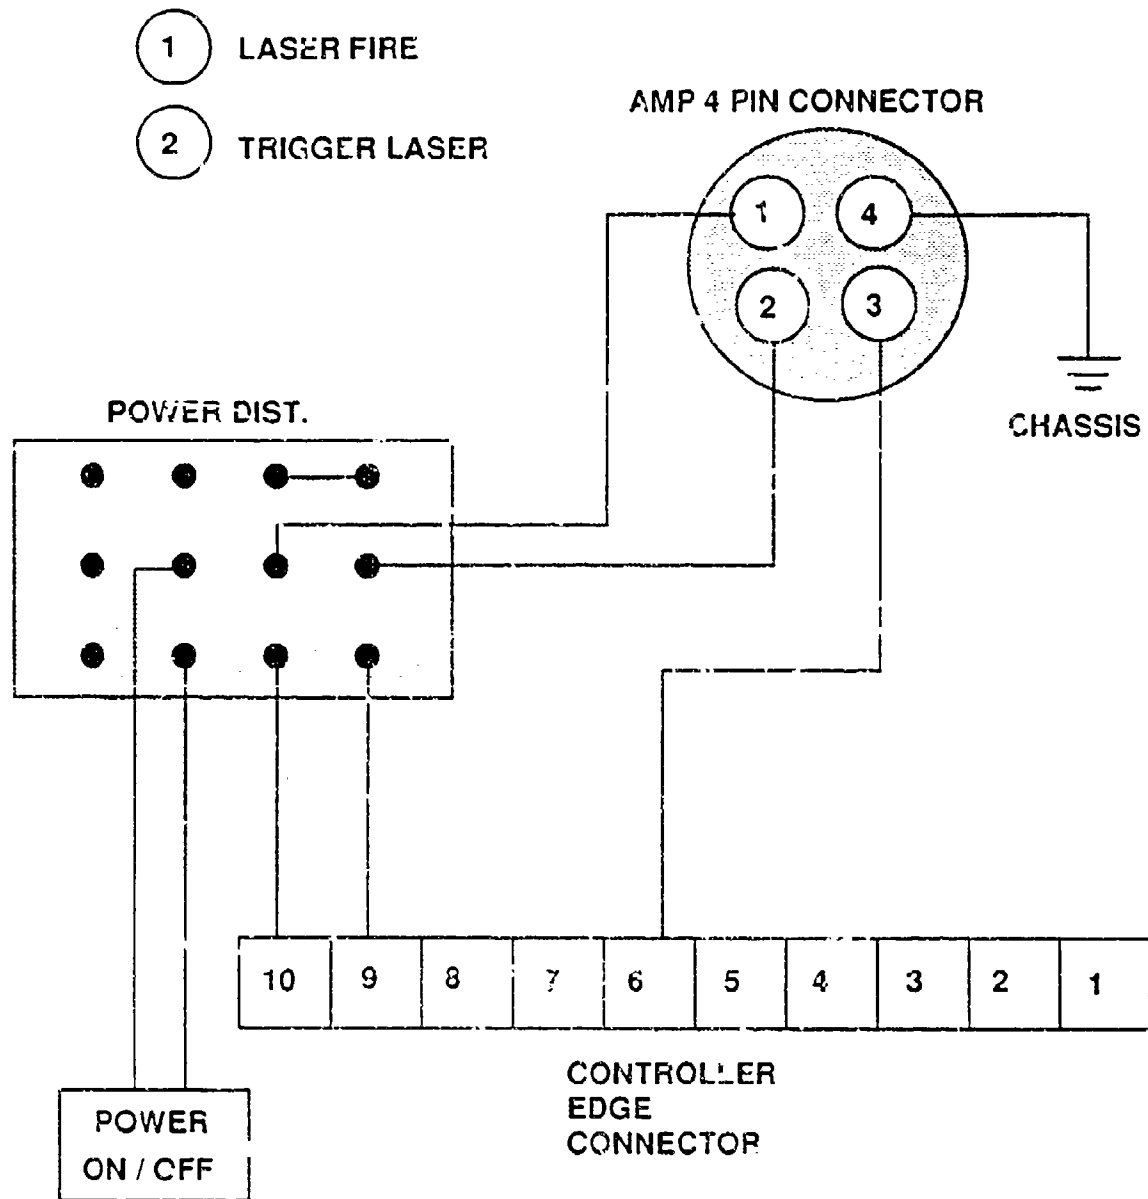 1 LASER FIRE
2 TRIGGER LASER
AMP 4 PIN CONNECTOR
1 4
2 3
CHASSIS
POWER DIST.
10 9 8 7 6 5 4 3 2 1
CONTROLLER
EDGE
CONNECTOR
POWER
ON / OFF